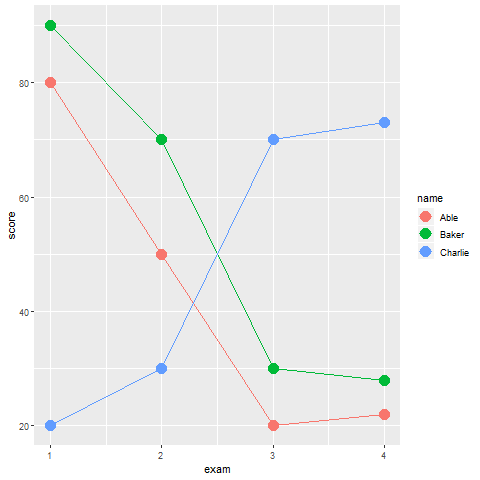 80
60
40
20
score
1 2 3 4
exam
name
Able
Baker
Charlie